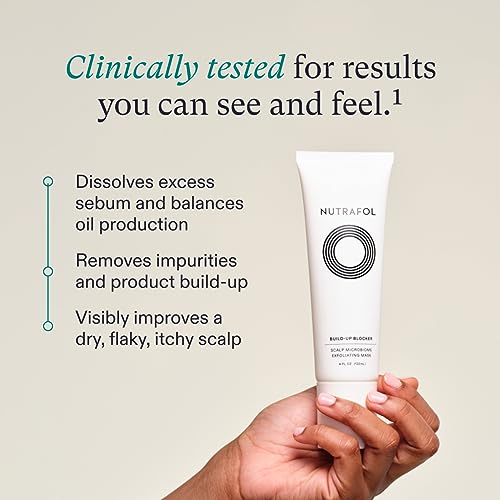 Clinically tested for results
you can see and feel.¹
Dissolves excess
sebum and balances
oil production
Removes impurities
and product build-up
Visibly improves a
dry, flaky, itchy scalp
NUTRAFOL
BUILD-UP BLOCKER
SCALP MICROBIOME
EXFOLIATING MASK